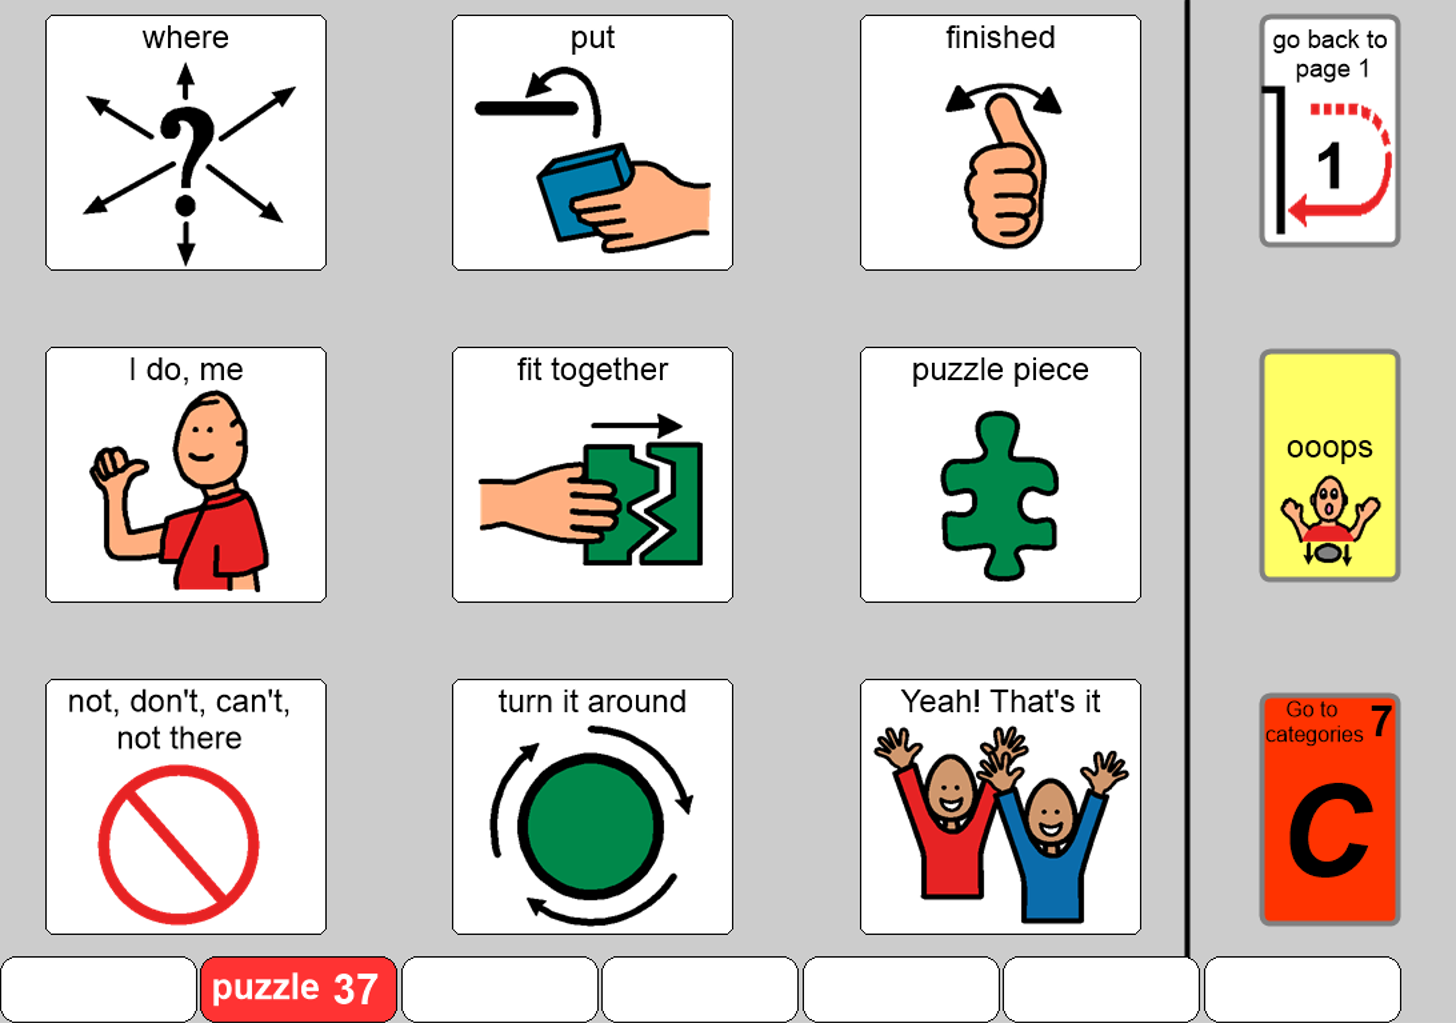 where
put
finished
go back to
page 1
1
I do, me
fit together
puzzle piece
ooops
not, don't, can't,
not there
turn it around
Yeah! That's it
Go to
categories 7
C
puzzle 37